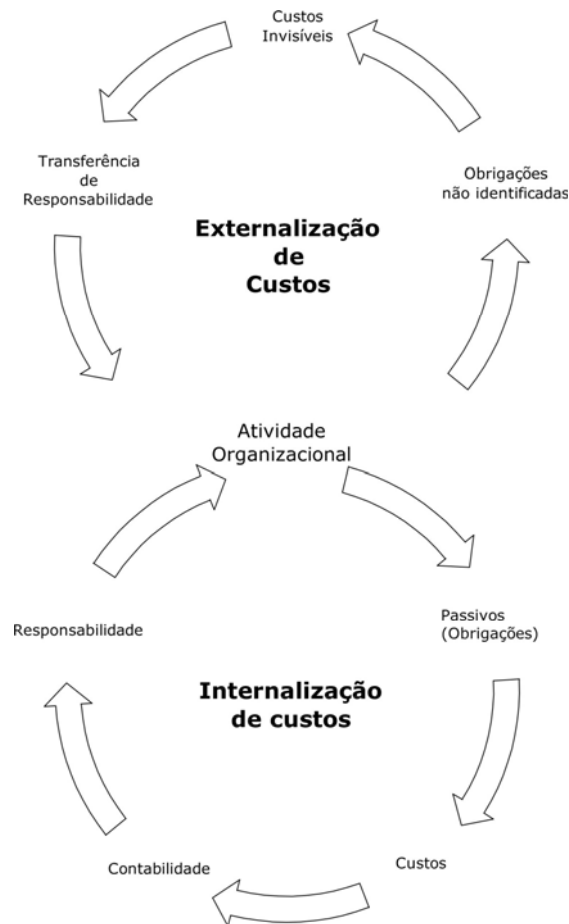 Custos
Invisíveis
Transferência
de
Responsabilidade
Obrigações
não identificadas
Externalização
de
Custos
Atividade
Organizacional
Responsabilidade
Passivos
(Obrigações)
Internalização
de custos
Contabilidade
Custos